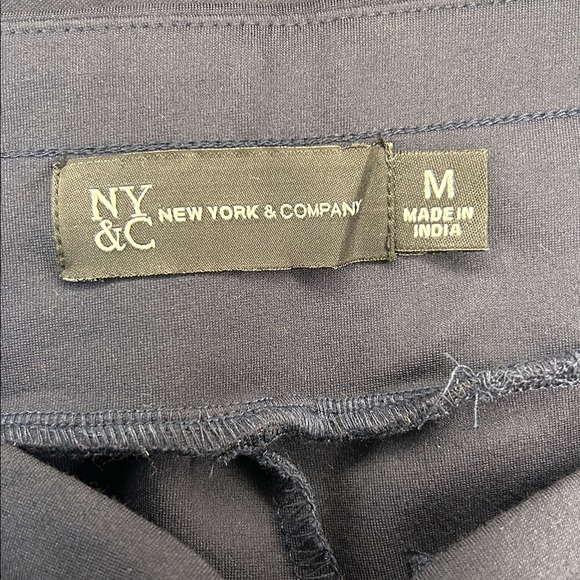 NY
&C
NEW YORK & COMPANY
M
MADE IN
INDIA